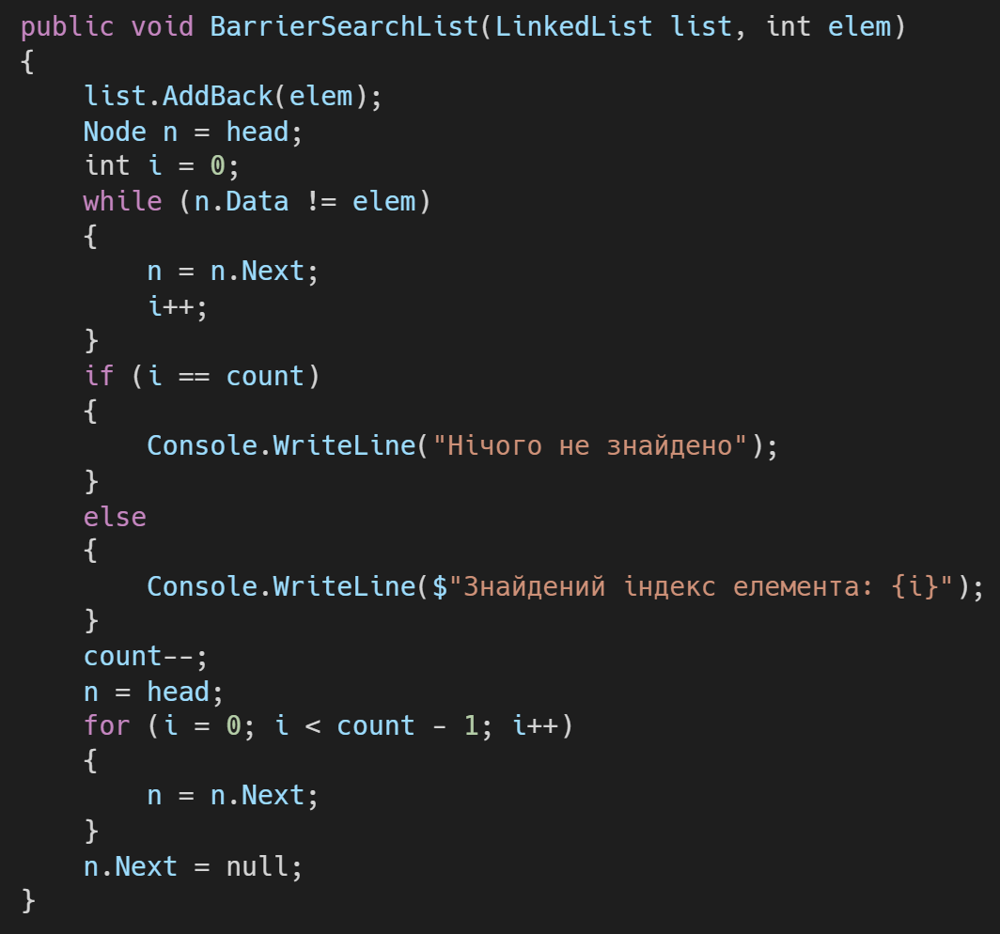 public void BarrierSearchList(LinkedList list, int elem)
{
    list.AddBack(elem);
    Node n = head;
    int i = 0;
    while (n.Data != elem)
    {
        n = n.Next;
        i++;
    }
    if (i == count)
    {
        Console.WriteLine("Нічого не знайдено");
    }
    else
    {
        Console.WriteLine($"Знайдений індекс елемента: {i}");
    }
    count--;
    n = head;
    for (i = 0; i < count - 1; i++)
    {
        n = n.Next;
    }
    n.Next = null;
}